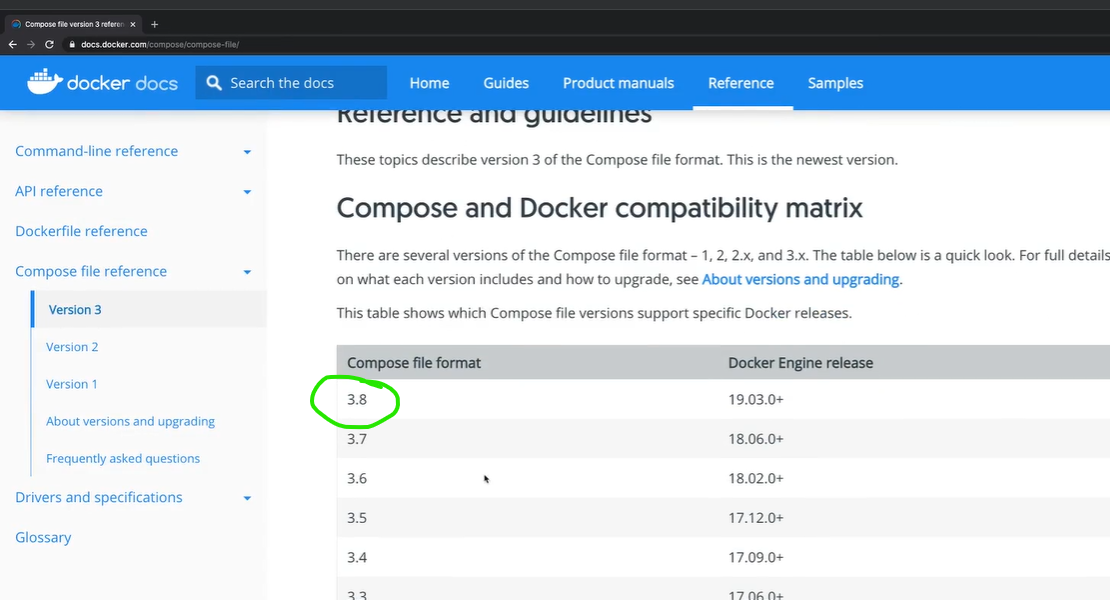 Compose file version 3 referen
docs.docker.com/compose/compose-file/
docker docs
Search the docs
Home
Guides
Product manuals
Reference
Samples
Command-line reference
API reference
Dockerfile reference
Compose file reference
Version 3
Version 2
Version 1
About versions and upgrading
Frequently asked questions
Drivers and specifications
Glossary
Reference and guidelines
These topics describe version 3 of the Compose file format. This is the newest version.
Compose and Docker compatibility matrix
There are several versions of the Compose file format – 1, 2, 2.x, and 3.x. The table below is a quick look. For full details
on what each version includes and how to upgrade, see About versions and upgrading.
This table shows which Compose file versions support specific Docker releases.
Compose file format Docker Engine release
3.8 19.03.0+
3.7 18.06.0+
3.6 18.02.0+
3.5 17.12.0+
3.4 17.09.0+
3.3 17.06.0+